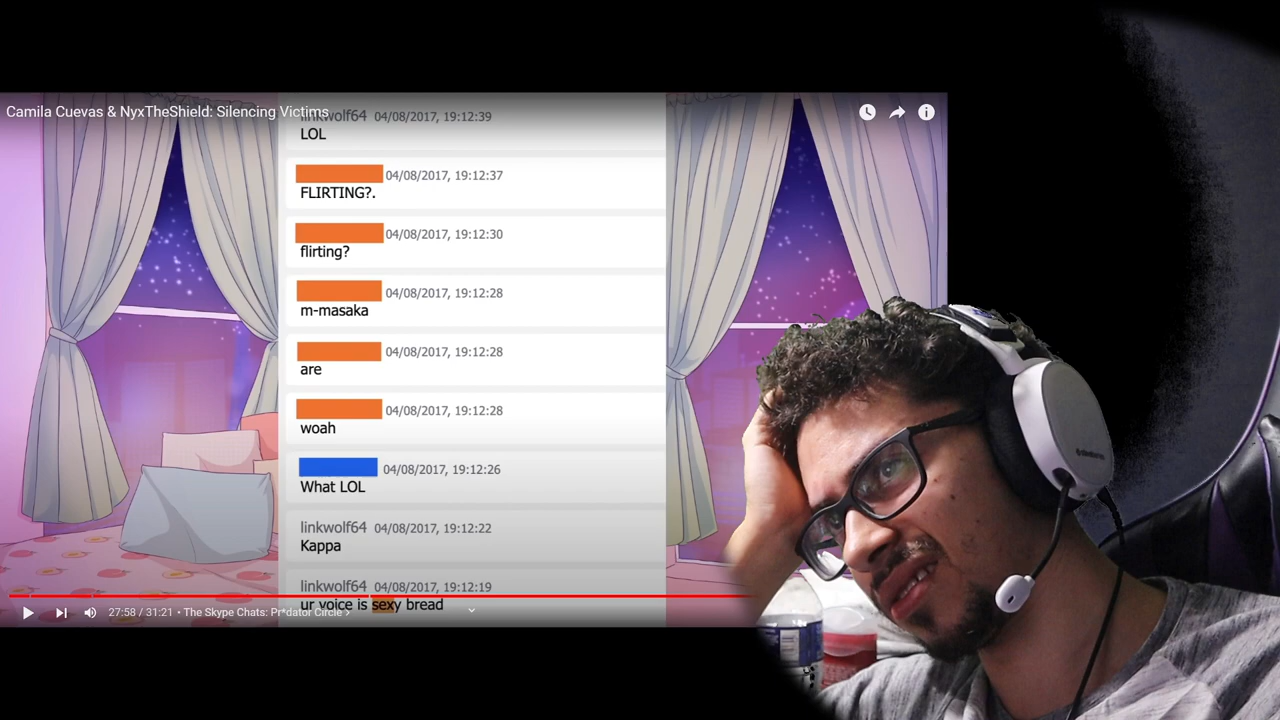 Camila Cuevas & NyxTheShield: Silencing Victims
linkwolf64 04/08/2017, 19:12:39
LOL
04/08/2017, 19:12:37
FLIRTING?.
04/08/2017, 19:12:30
flirting?
04/08/2017, 19:12:28
m-masaka
04/08/2017, 19:12:28
are
04/08/2017, 19:12:28
woah
04/08/2017, 19:12:26
What LOL
linkwolf64 04/08/2017, 19:12:22
Kappa
linkwolf64 04/08/2017, 19:12:19
ur voice is sexy bread
27:58 / 31:21 • The Skype Chats: Pr*dator Circle >